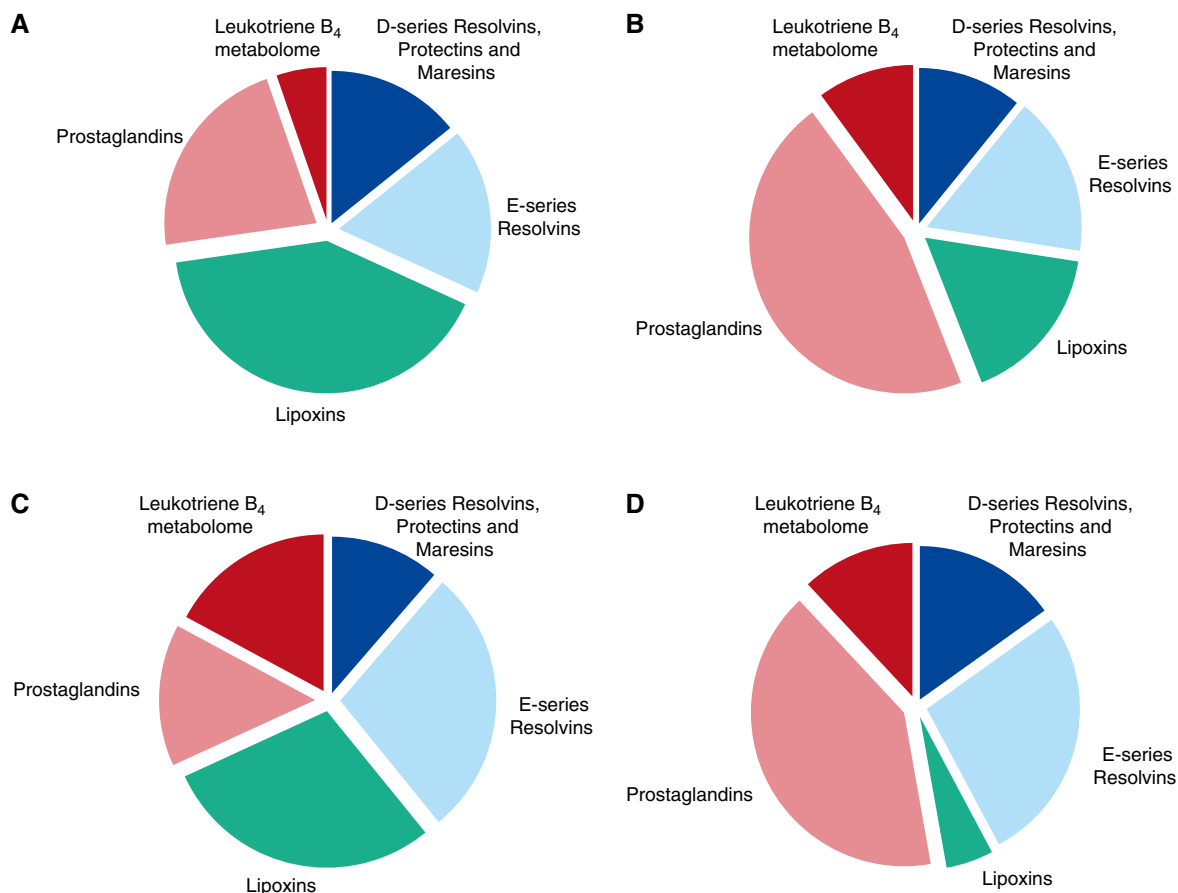 A
Leukotriene B4
metabolome
D-series Resolvins,
Protectins and
Maresins
Prostaglandins
E-series
Resolvins
Lipoxins
B
Leukotriene B4
metabolome
D-series Resolvins,
Protectins and
Maresins
E-series
Resolvins
Prostaglandins
Lipoxins
C
Leukotriene B4
metabolome
D-series Resolvins,
Protectins and
Maresins
Prostaglandins
E-series
Resolvins
Lipoxins
D
Leukotriene B4
metabolome
D-series Resolvins,
Protectins and
Maresins
E-series
Resolvins
Prostaglandins
Lipoxins